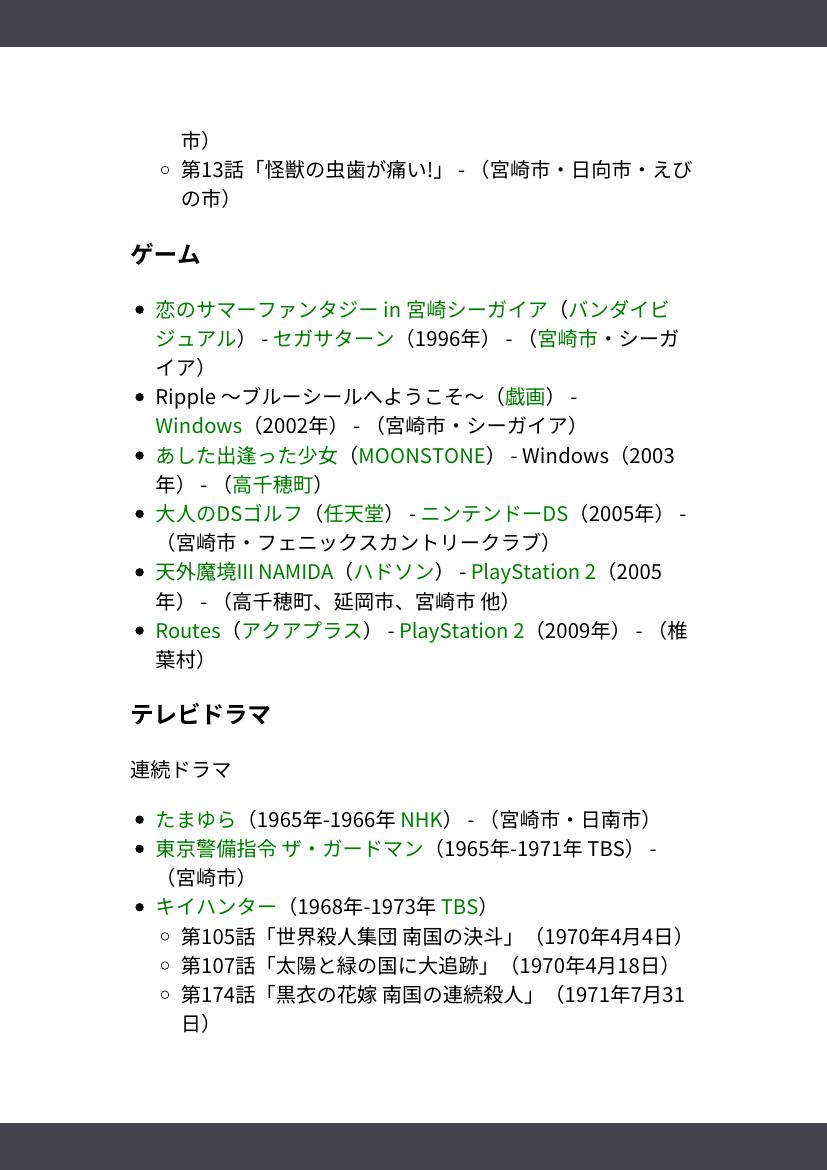 市）
第13話「怪獣の虫歯が痛い!」 - （宮崎市・日向市・えび
の市）
ゲーム
恋のサマーファンタジー in 宮崎シーガイア（バンダイビ
ジュアル） - セガサターン（1996年） - （宮崎市・シーガ
イア）
Ripple ～ブルーシールへようこそ～（戯画） -
Windows（2002年） - （宮崎市・シーガイア）
あした出逢った少女（MOONSTONE） - Windows（2003
年） - （高千穂町）
大人のDSゴルフ（任天堂） - ニンテンドーDS（2005年） -
（宮崎市・フェニックスカントリークラブ）
天外魔境III NAMIDA（ハドソン） - PlayStation 2（2005
年） - （高千穂町、延岡市、宮崎市 他）
Routes（アクアプラス） - PlayStation 2（2009年） - （椎
葉村）
テレビドラマ
連続ドラマ
たまゆら（1965年-1966年 NHK） - （宮崎市・日南市）
東京警備指令 ザ・ガードマン（1965年-1971年 TBS） -
（宮崎市）
キイハンター（1968年-1973年 TBS）
第105話「世界殺人集団 南国の決斗」（1970年4月4日）
第107話「太陽と緑の国に大追跡」（1970年4月18日）
第174話「黒衣の花嫁 南国の連続殺人」（1971年7月31
日）